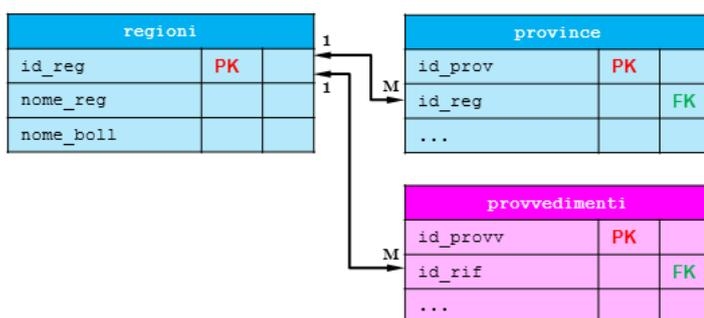 regioni
id_reg PK
nome_reg
nome_boll
1
1
M
province
id_prov PK
id_reg FK
...
M
provvedimenti
id_provv PK
id_rif FK
...